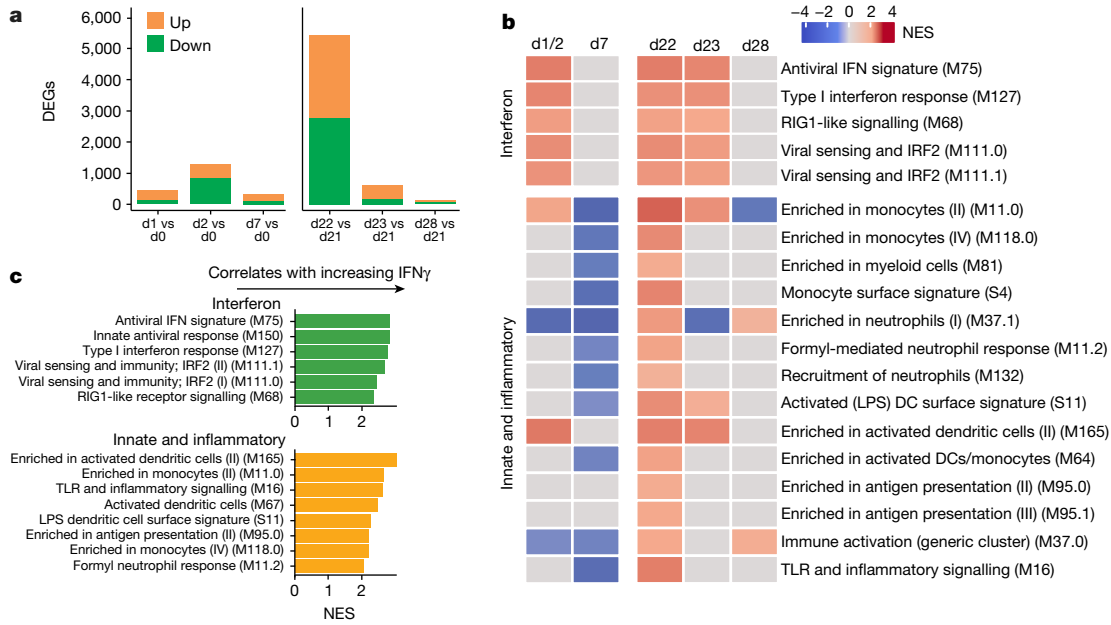 a
6,000
5,000
4,000
3,000
2,000
1,000
0
DEGs
Up
Down
d1 vs
d0
d2 vs
d0
d7 vs
d0
d22 vs
d21
d23 vs
d21
d28 vs
d21
b
−4 −2 0 2 4
NES
d1/2 d7 d22 d23 d28
Interferon
Antiviral IFN signature (M75)
Type I interferon response (M127)
RIG1-like signalling (M68)
Viral sensing and IRF2 (M111.0)
Viral sensing and IRF2 (M111.1)
Innate and inflammatory
Enriched in monocytes (II) (M11.0)
Enriched in monocytes (IV) (M118.0)
Enriched in myeloid cells (M81)
Monocyte surface signature (S4)
Enriched in neutrophils (I) (M37.1)
Formyl-mediated neutrophil response (M11.2)
Recruitment of neutrophils (M132)
Activated (LPS) DC surface signature (S11)
Enriched in activated dendritic cells (II) (M165)
Enriched in activated DCs/monocytes (M64)
Enriched in antigen presentation (II) (M95.0)
Enriched in antigen presentation (III) (M95.1)
Immune activation (generic cluster) (M37.0)
TLR and inflammatory signalling (M16)
c
Correlates with increasing IFNγ
Interferon
Antiviral IFN signature (M75)
Innate antiviral response (M150)
Type I interferon response (M127)
Viral sensing and immunity; IRF2 (II) (M111.1)
Viral sensing and immunity; IRF2 (I) (M111.0)
RIG1-like receptor signalling (M68)
0 1 2
Innate and inflammatory
Enriched in activated dendritic cells (II) (M165)
Enriched in monocytes (II) (M11.0)
TLR and inflammatory signalling (M16)
Activated dendritic cells (M67)
LPS dendritic cell surface signature (S11)
Enriched in antigen presentation (II) (M95.0)
Enriched in monocytes (IV) (M118.0)
Formyl neutrophil response (M11.2)
0 1 2
NES